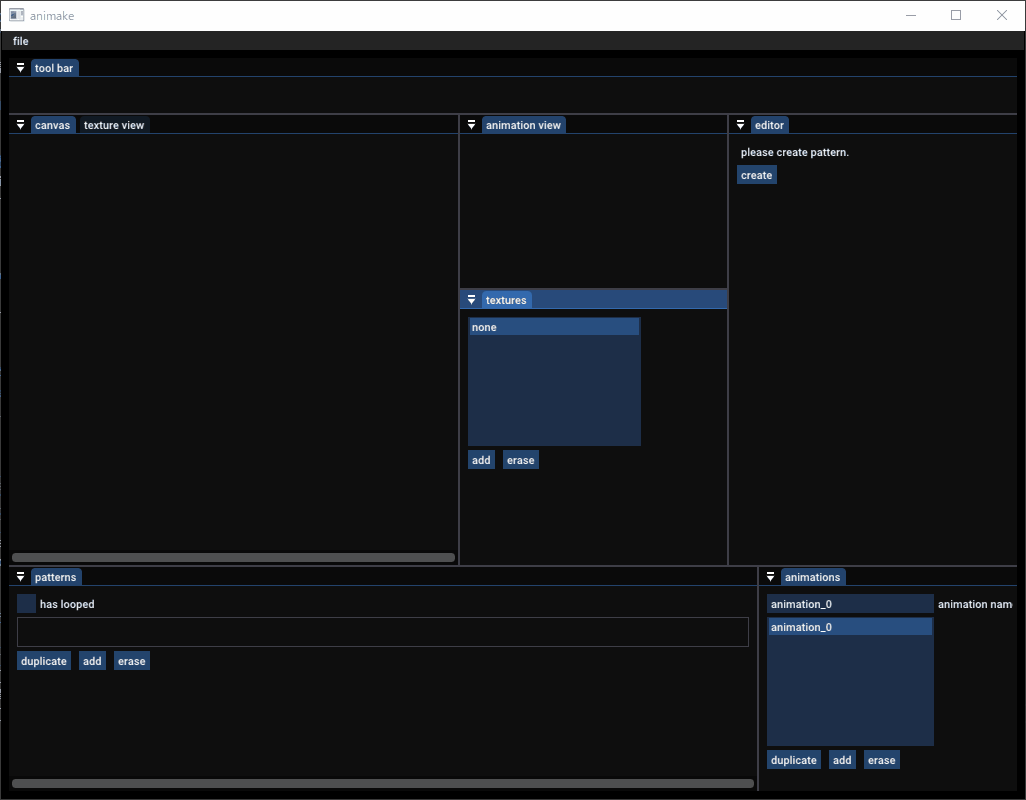 animake
file
tool bar
canvas texture view
animation view
editor
please create pattern.
create
textures
none
add erase
patterns
has looped
duplicate add erase
animations
animation_0 animation nam
animation_0
duplicate add erase